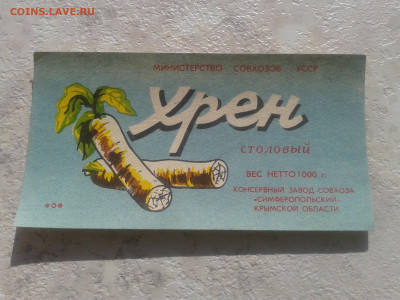 COINS.LAVE.RU
МИНИСТЕРСТВО СОВХОЗОВ УССР
Хрен
СТОЛОВЫЙ
ВЕС НЕТТО 1000 г.
КОНСЕРВНЫЙ ЗАВОД СОВХОЗА
«СИМФЕРОПОЛЬСКИЙ»
КРЫМСКОЙ ОБЛАСТИ